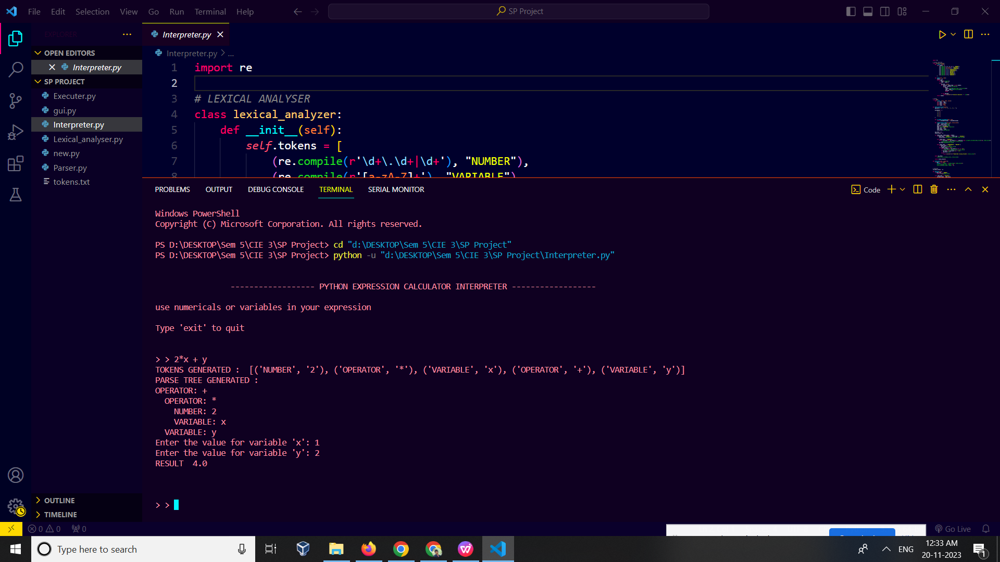 File Edit Selection View Go Run Terminal Help
SP Project
EXPLORER
Interpreter.py
OPEN EDITORS
Interpreter.py
SP PROJECT
Executer.py
gui.py
Interpreter.py
Lexical_analyser.py
new.py
Parser.py
tokens.txt
OUTLINE
TIMELINE
Interpreter.py > ...
1 import re
2
3 # LEXICAL ANALYSER
4 class lexical_analyzer:
5 def __init__(self):
6 self.tokens = [
7 (re.compile(r'\d+\.\d+|\d+'), "NUMBER"),
8 (re.compile(r'[a-zA-Z]+'), "VARIABLE")
PROBLEMS OUTPUT DEBUG CONSOLE TERMINAL SERIAL MONITOR
Code
Windows PowerShell
Copyright (C) Microsoft Corporation. All rights reserved.
PS D:\DESKTOP\Sem 5\CIE 3\SP Project> cd "d:\DESKTOP\Sem 5\CIE 3\SP Project"
PS D:\DESKTOP\Sem 5\CIE 3\SP Project> python -u "d:\DESKTOP\Sem 5\CIE 3\SP Project\Interpreter.py"
------------------ PYTHON EXPRESSION CALCULATOR INTERPRETER ------------------
use numericals or variables in your expression
Type 'exit' to quit
> > 2*x + y
TOKENS GENERATED :  [('NUMBER', '2'), ('OPERATOR', '*'), ('VARIABLE', 'x'), ('OPERATOR', '+'), ('VARIABLE', 'y')]
PARSE TREE GENERATED :
OPERATOR: +
OPERATOR: *
NUMBER: 2
VARIABLE: x
VARIABLE: y
Enter the value for variable 'x': 1
Enter the value for variable 'y': 2
RESULT  4.0
> >
0 0 0
Go Live
Type here to search
ENG
12:33 AM
20-11-2023
1